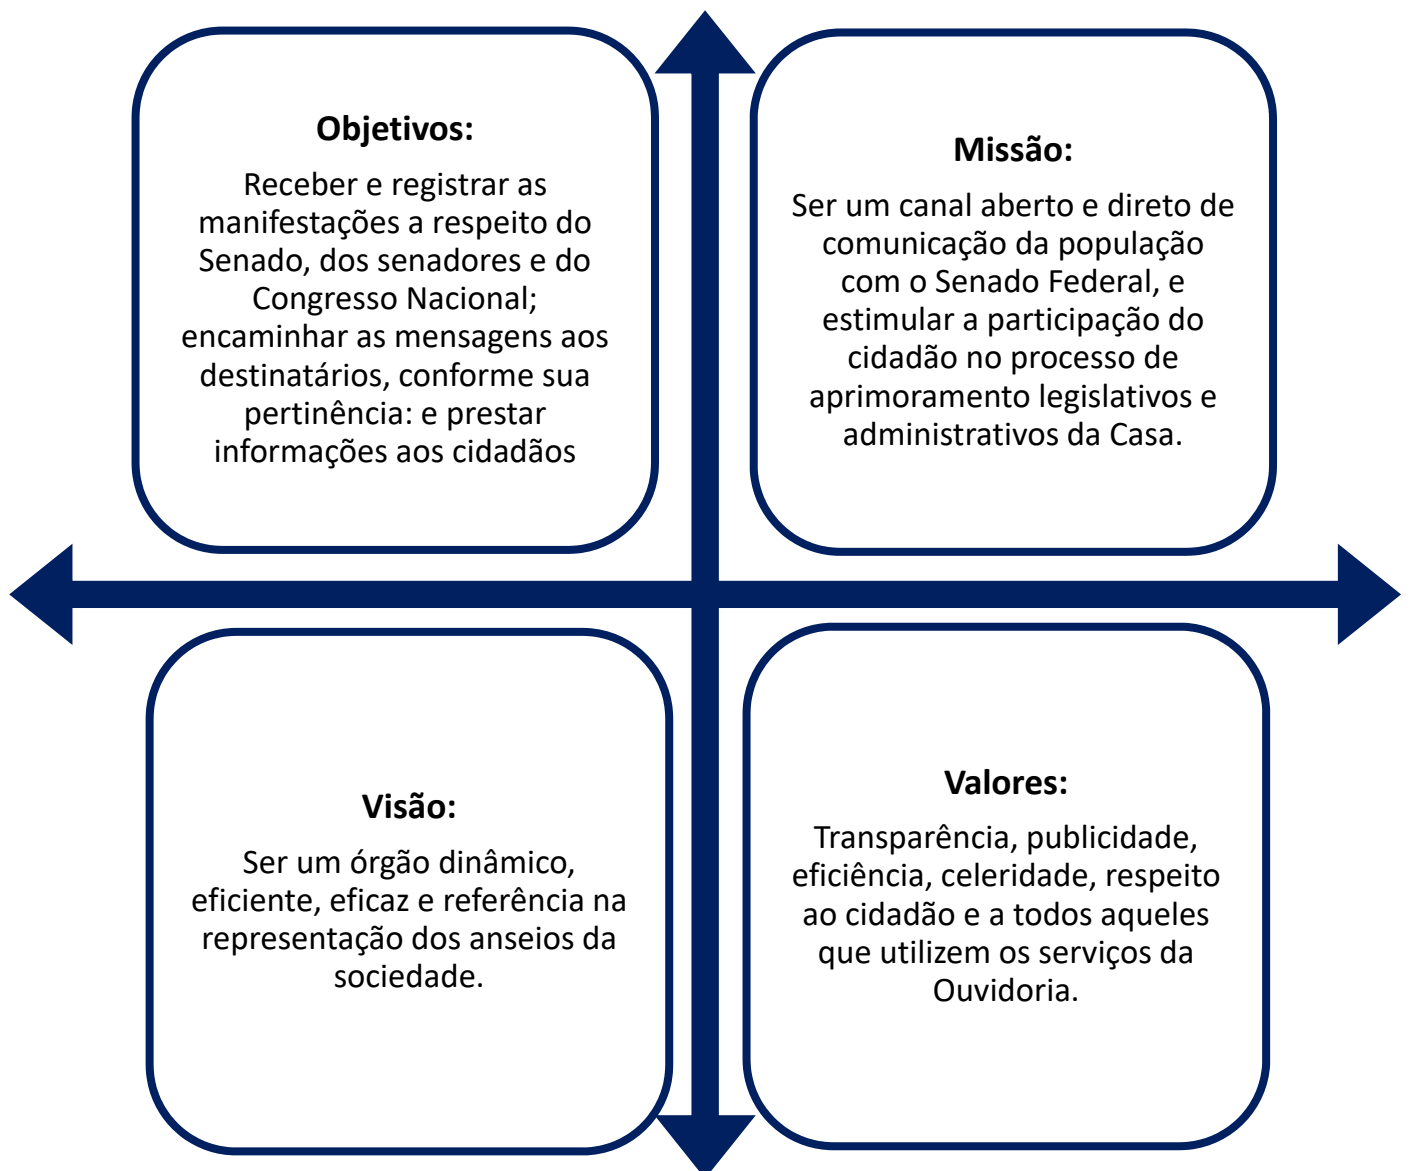 Objetivos:
Receber e registrar as
manifestações a respeito do
Senado, dos senadores e do
Congresso Nacional;
encaminhar as mensagens aos
destinatários, conforme sua
pertinência: e prestar
informações aos cidadãos
Missão:
Ser um canal aberto e direto de
comunicação da população
com o Senado Federal, e
estimular a participação do
cidadão no processo de
aprimoramento legislativos e
administrativos da Casa.
Visão:
Ser um órgão dinâmico,
eficiente, eficaz e referência na
representação dos anseios da
sociedade.
Valores:
Transparência, publicidade,
eficiência, celeridade, respeito
ao cidadão e a todos aqueles
que utilizem os serviços da
Ouvidoria.